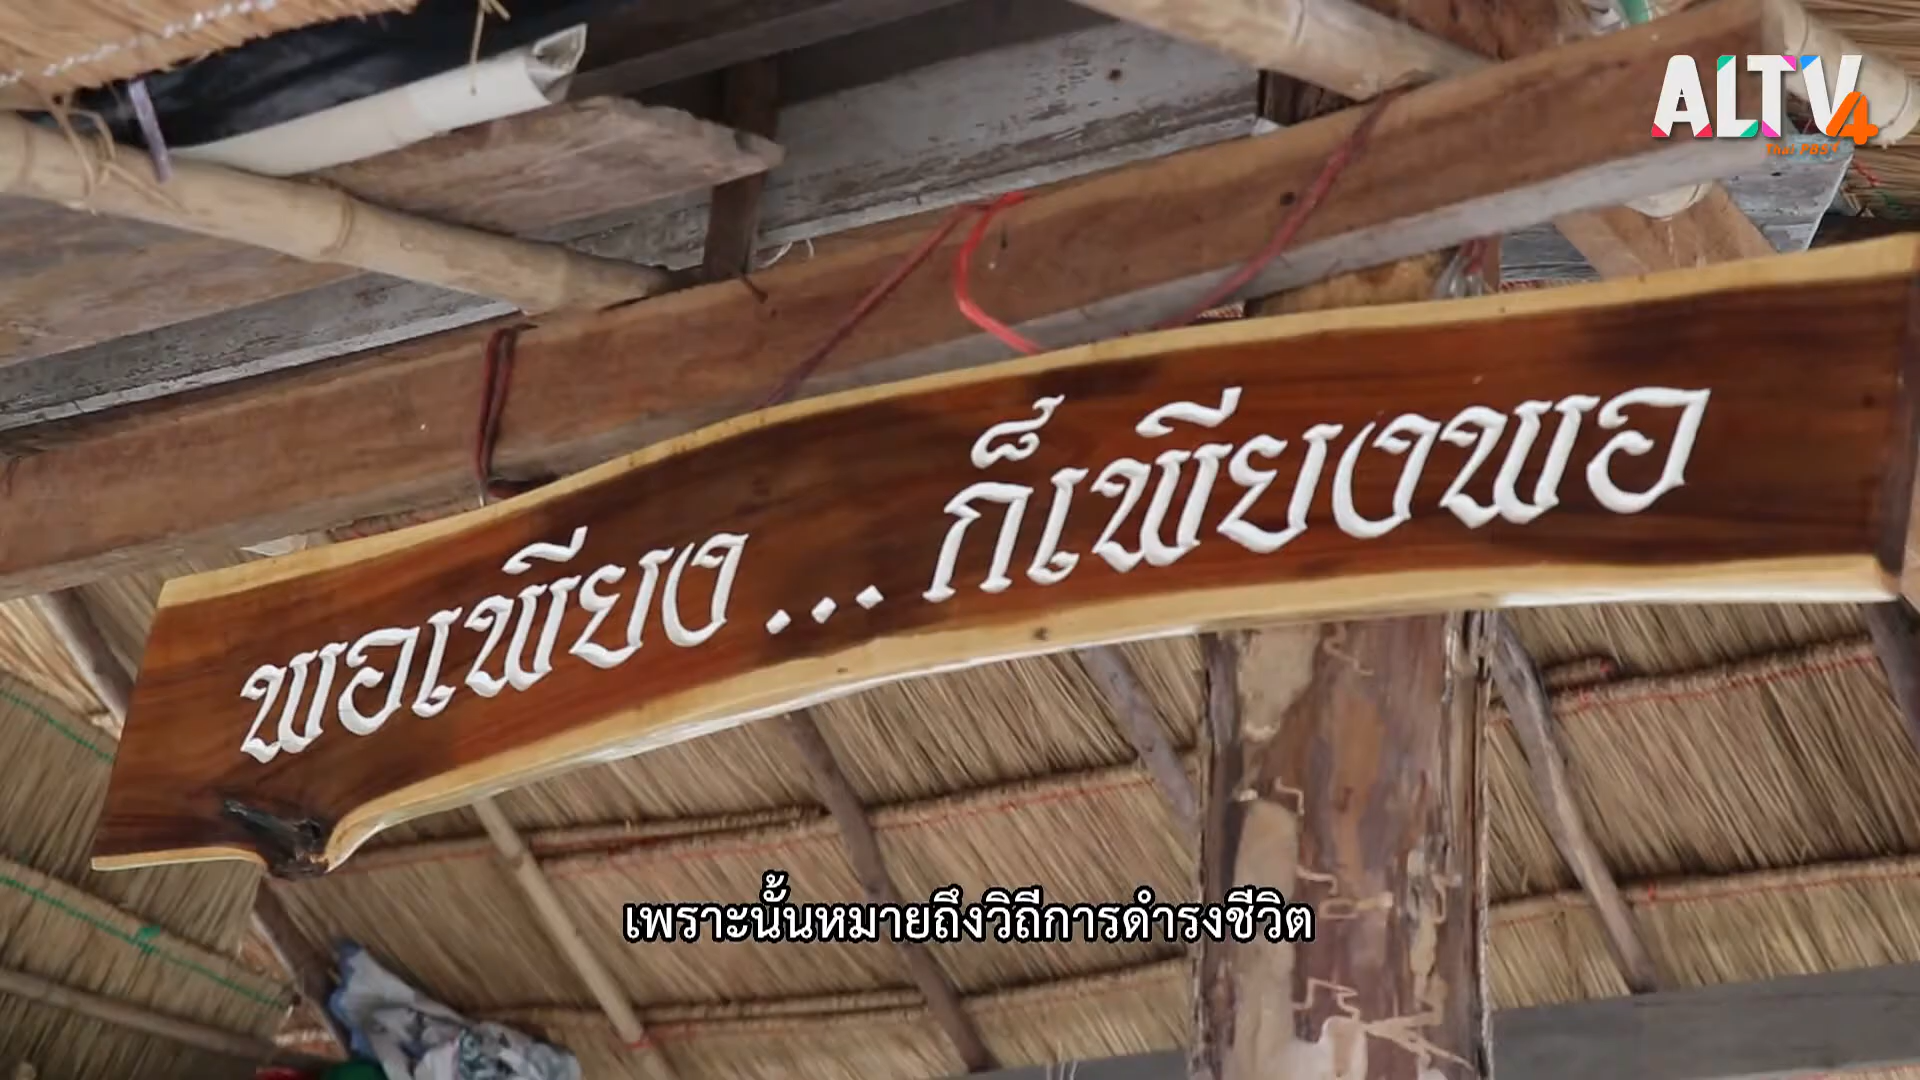 ALTV4
Thai PBS
พอเพียง... ก็เพียงพอ
เพราะนั้นหมายถึงวิถีการดำรงชีวิต